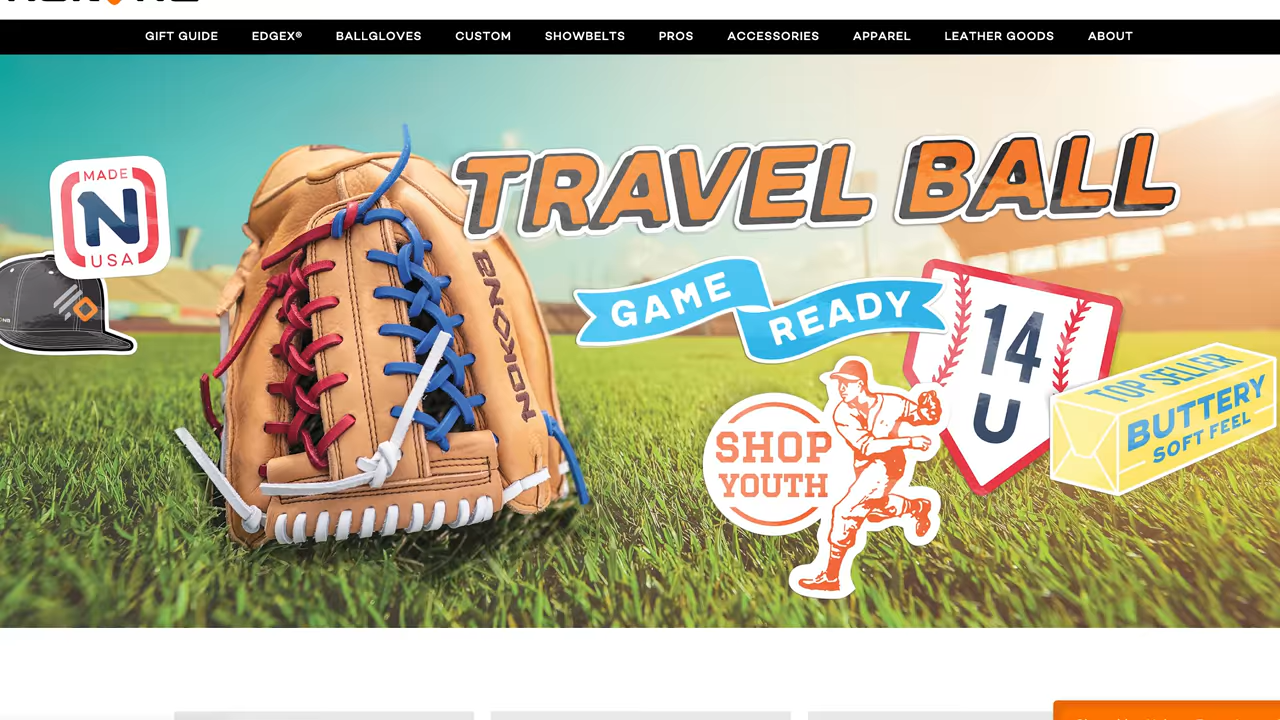 GIFT GUIDE EDGEX® BALLGLOVES CUSTOM SHOWBELTS PROS ACCESSORIES APPAREL LEATHER GOODS ABOUT
TRAVEL BALL
MADE
N
USA
NOKONA
GAME
READY
14
U
TOP SELLER
BUTTERY
SOFT FEEL
SHOP
YOUTH